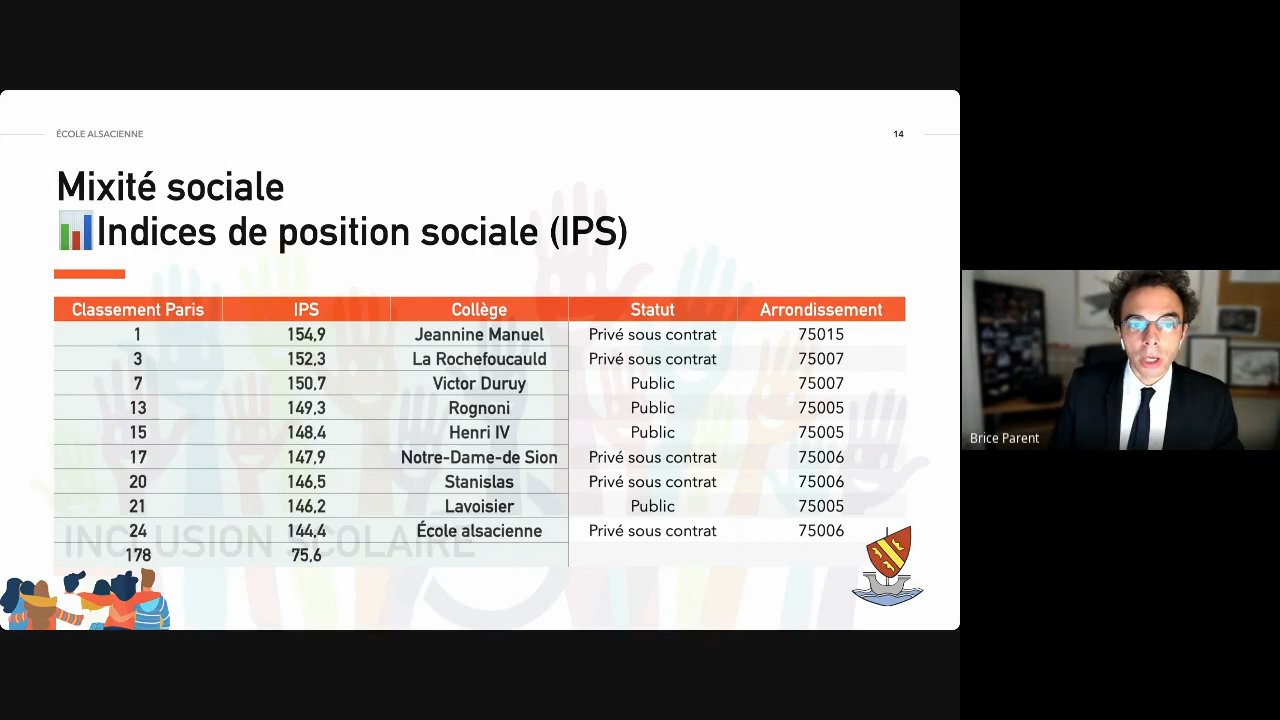 ÉCOLE ALSACIENNE 14
Mixité sociale
Indices de position sociale (IPS)
Classement Paris IPS Collège Statut Arrondissement
1 154,9 Jeannine Manuel Privé sous contrat 75015
3 152,3 La Rochefoucauld Privé sous contrat 75007
7 150,7 Victor Duruy Public 75007
13 149,3 Rognoni Public 75005
15 148,4 Henri IV Public 75005
17 147,9 Notre-Dame-de Sion Privé sous contrat 75006
20 146,5 Stanislas Privé sous contrat 75006
21 146,2 Lavoisier Public 75005
24 144,4 École alsacienne Privé sous contrat 75006
INCLUSION SCOLAIRE
178 75,6
Brice Parent